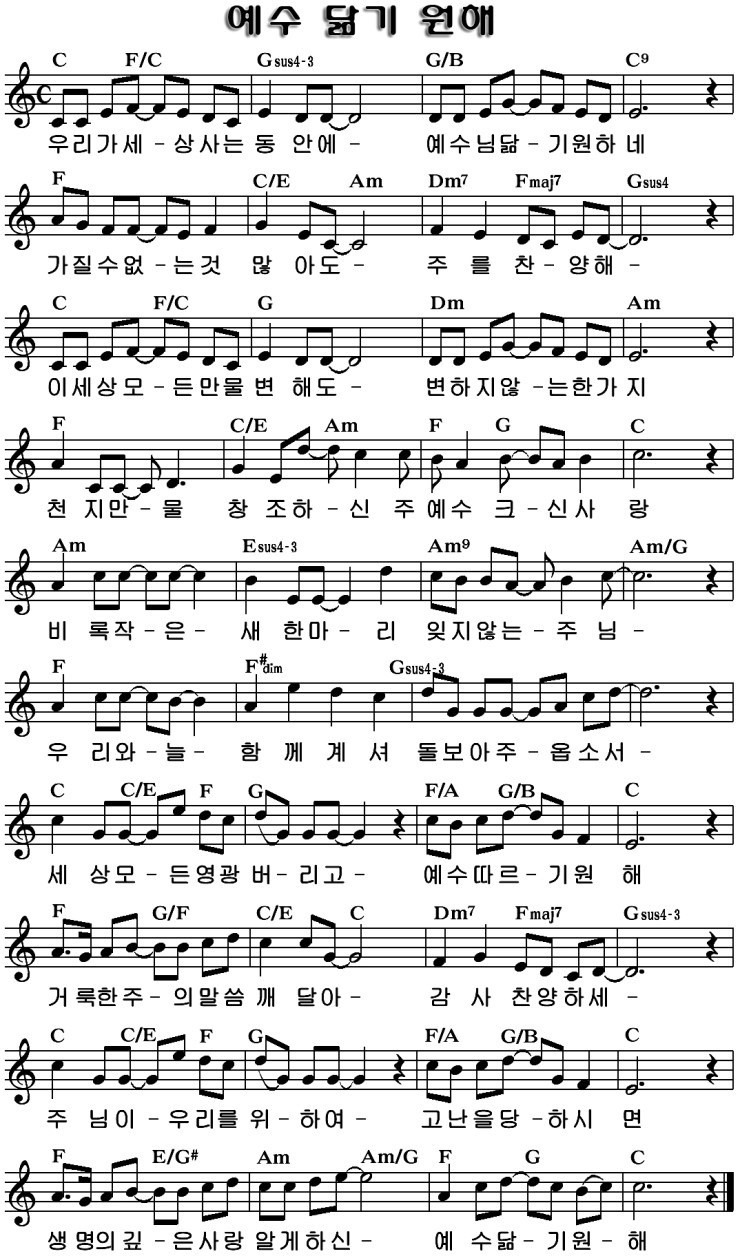 예수 닮기 원해
C F/C Gsus4-3 G/B C9
우리가세-상사는 동 안에- 예수님닮-기원하 네
F C/E Am Dm7 Fmaj7 Gsus4
가질수없-는것 많 아도- 주 를 찬-양해-
C F/C G Dm Am
이세상모-든만물 변 해도- 변하지않-는한가 지
F C/E Am F G C
천 지만-물 창 조하-신 주 예수 크-신사 랑
Am Esus4-3 Am9 Am/G
비 록작-은- 새 한마-리 잊지않는-주 님-
F F#dim Gsus4-3
우 리와-늘- 함 께 계 셔 돌보아주-옵소서-
C C/E F G F/A G/B C
세 상모-든영광 버-리고- 예수따르-기원 해
F G/F C/E C Dm7 Fmaj7 Gsus4-3
거 룩한주-의말씀 깨 달아- 감 사 찬양하세-
C C/E F G F/A G/B C
주 님이-우리를 위-하여- 고난을당-하시 면
F E/G# Am Am/G F G C
생 명의 깊-은사랑 알게하신- 예 수닮-기원-해